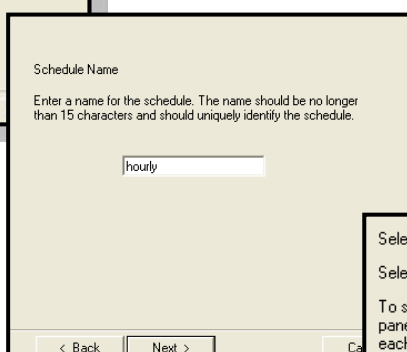 Schedule Name
Enter a name for the schedule. The name should be no longer
than 15 characters and should uniquely identify the schedule.
hourly
< Back
Next >
To s